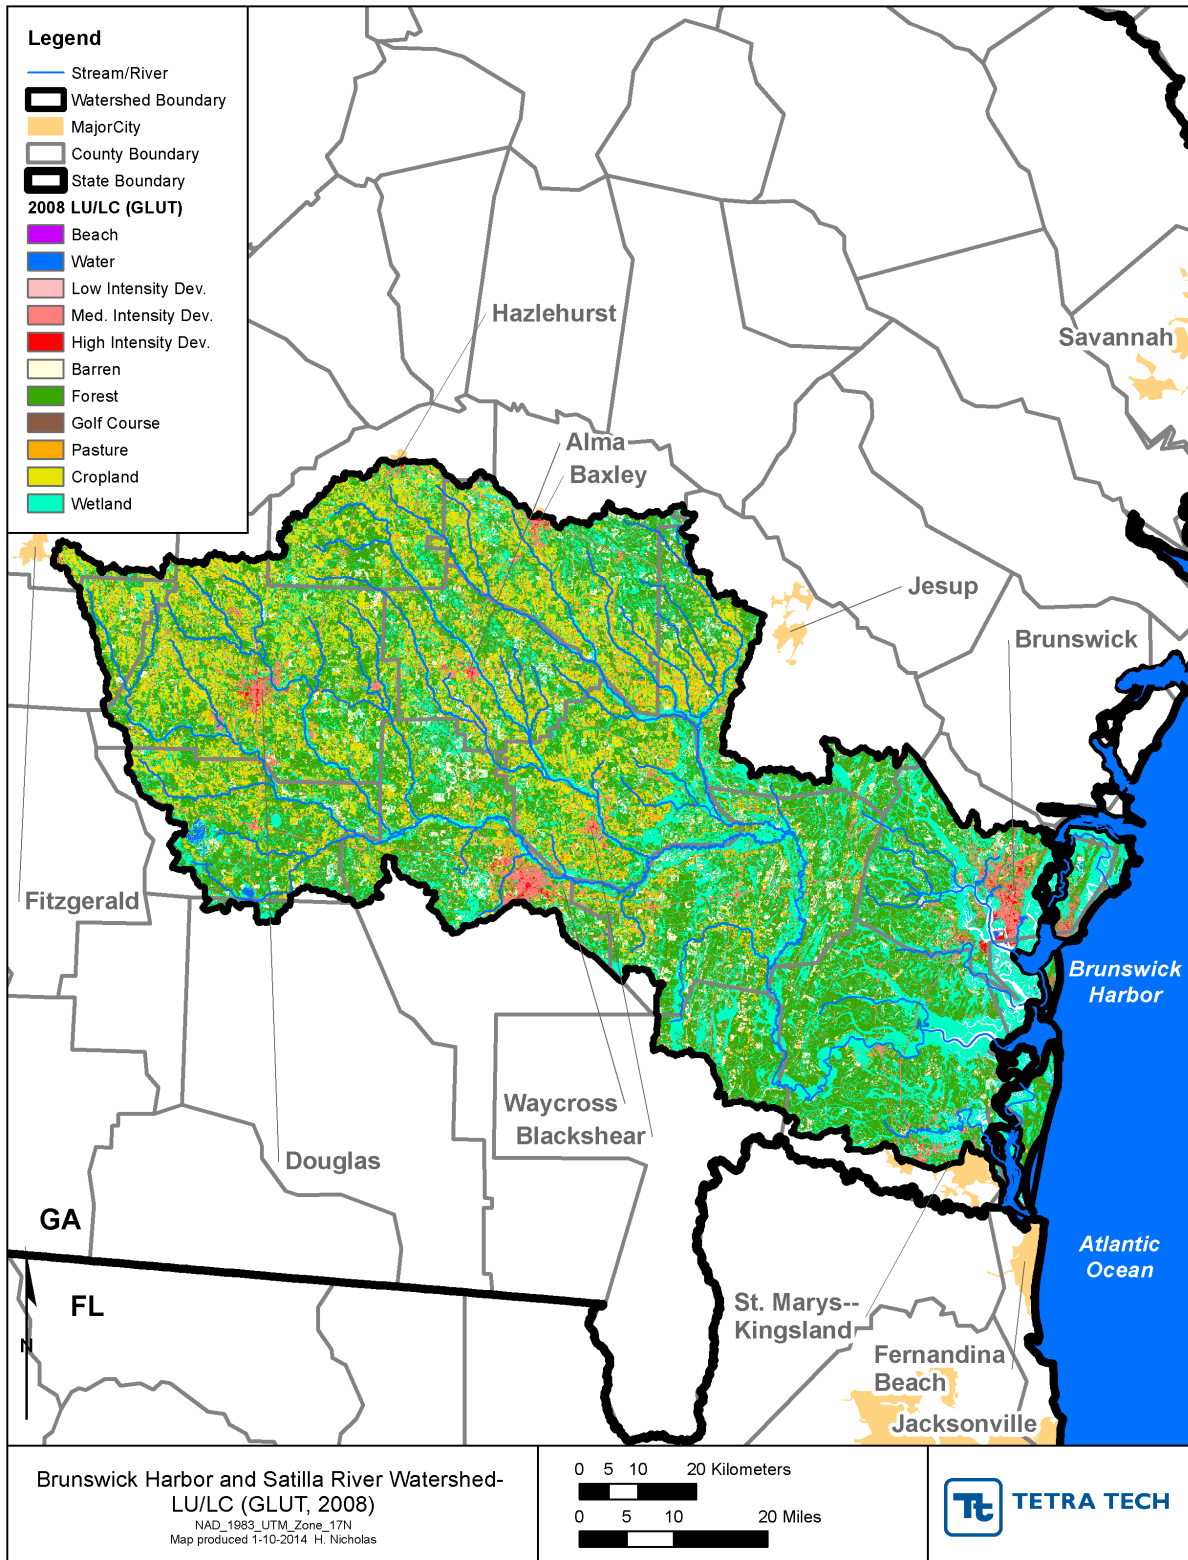 Legend
Stream/River
Watershed Boundary
MajorCity
County Boundary
State Boundary
2008 LU/LC (GLUT)
Beach
Water
Low Intensity Dev.
Med. Intensity Dev.
High Intensity Dev.
Barren
Forest
Golf Course
Pasture
Cropland
Wetland
Hazlehurst
Savannah
Alma
Baxley
Jesup
Brunswick
Fitzgerald
Brunswick
Harbor
Waycross
Blackshear
Douglas
GA
FL
N
Atlantic
Ocean
St. Marys--
Kingsland
Fernandina
Beach
Jacksonville
Brunswick Harbor and Satilla River Watershed-
LU/LC (GLUT, 2008)
NAD_1983_UTM_Zone_17N
Map produced 1-10-2014 H. Nicholas
0 5 10 20 Kilometers
0 5 10 20 Miles
Tt TETRA TECH